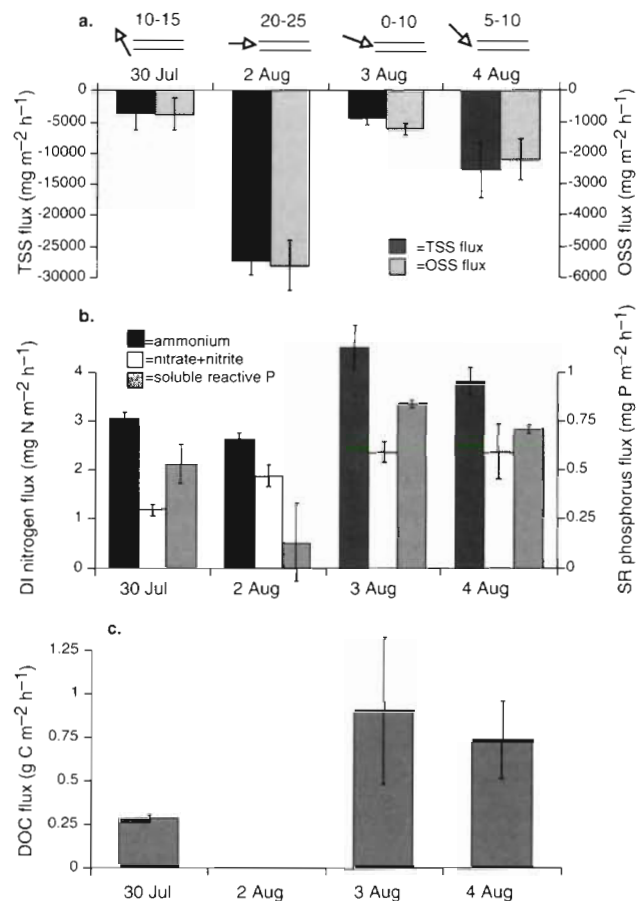 a.
10-15 20-25 0-10 5-10
30 Jul 2 Aug 3 Aug 4 Aug
TSS flux (mg m−2 h−1)
0
-5000
-10000
-15000
-20000
-25000
-30000
OSS flux (mg m−2 h−1)
0
-1000
-2000
-3000
-4000
-5000
-6000
=TSS flux
=OSS flux
b.
=ammonium
=nitrate+nitrite
=soluble reactive P
DI nitrogen flux (mg N m−2 h−1)
4
3
2
1
0
SR phosphorus flux (mg P m−2 h−1)
1
0.75
0.5
0.25
0
30 Jul 2 Aug 3 Aug 4 Aug
c.
DOC flux (g C m−2 h−1)
1.25
1
0.75
0.5
0.25
0
30 Jul 2 Aug 3 Aug 4 Aug